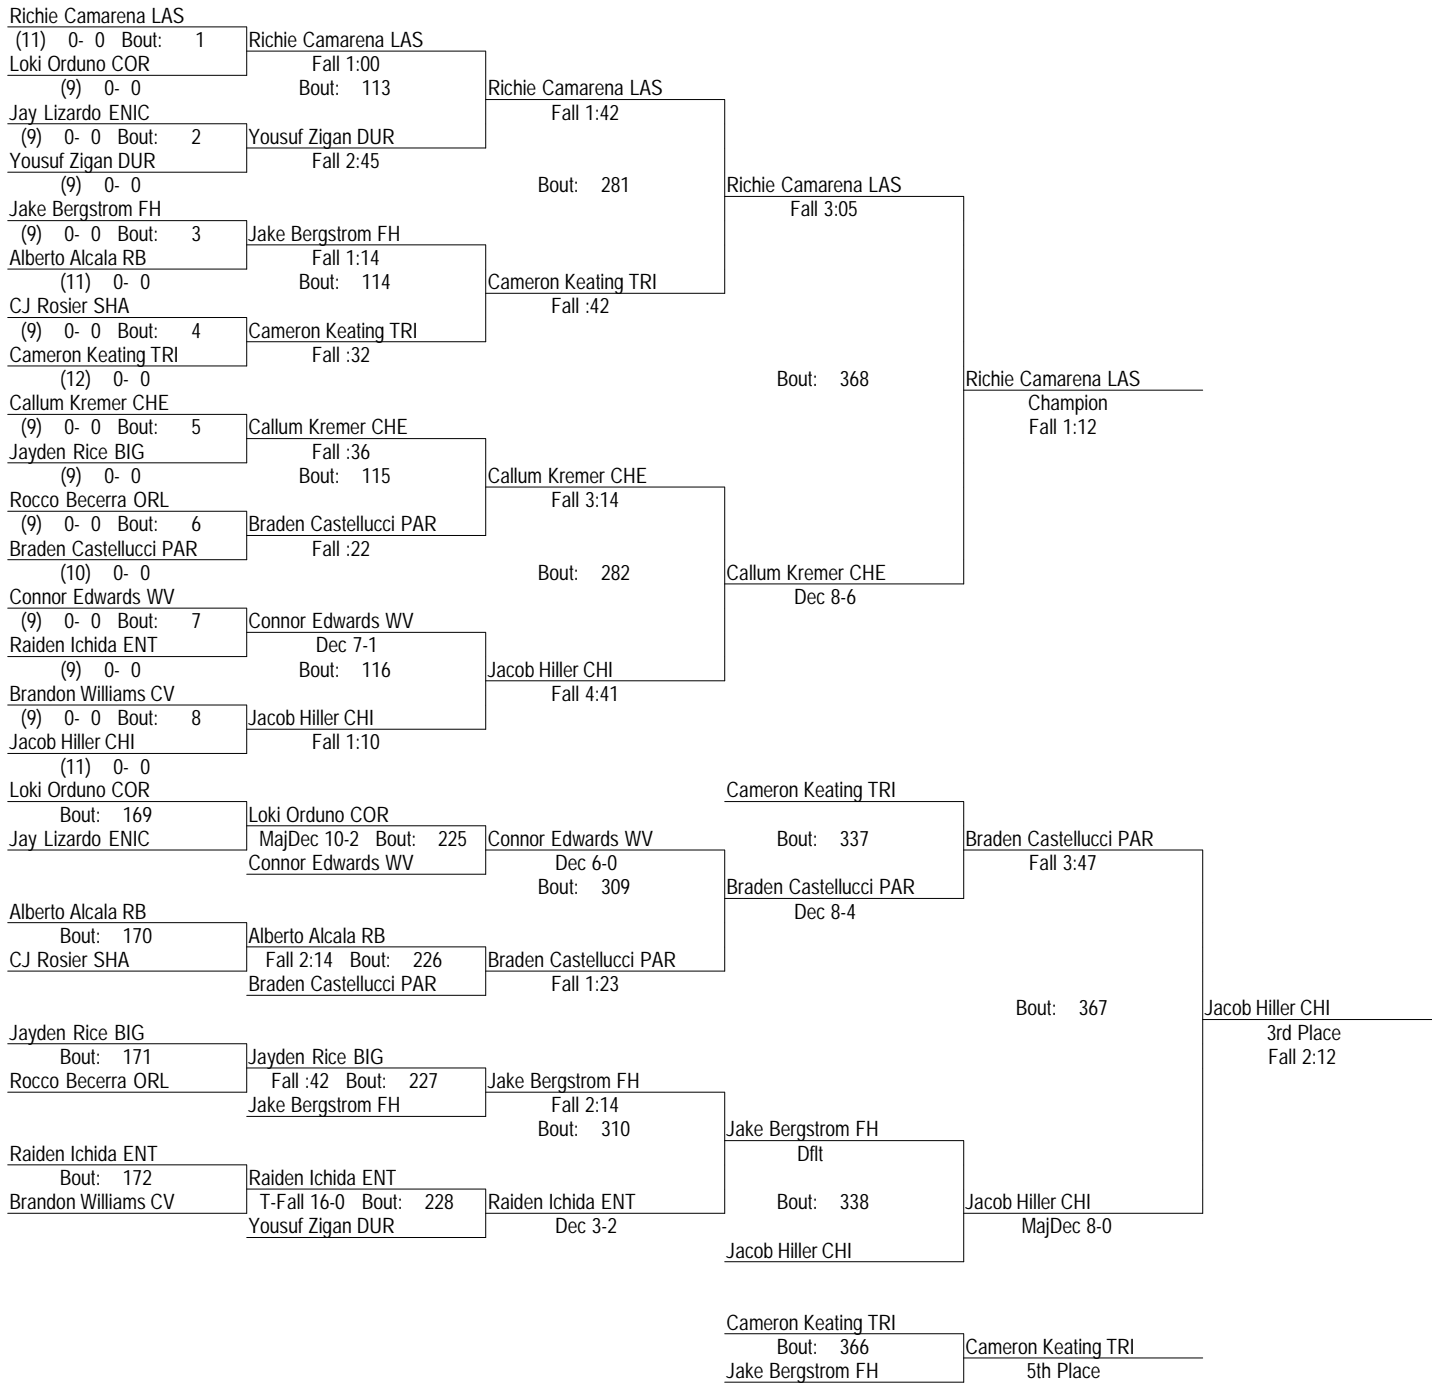 Richie Camarena LAS
(11) 0- 0 Bout: 1 Richie Camarena LAS
Loki Orduno COR Fall 1:00
(9) 0- 0 Bout: 113 Richie Camarena LAS
Jay Lizardo ENIC Fall 1:42
(9) 0- 0 Bout: 2 Yousuf Zigan DUR
Yousuf Zigan DUR Fall 2:45
(9) 0- 0 Bout: 281 Richie Camarena LAS
Jake Bergstrom FH Fall 3:05
(9) 0- 0 Bout: 3 Jake Bergstrom FH
Alberto Alcala RB Fall 1:14
(11) 0- 0 Bout: 114 Cameron Keating TRI
CJ Rosier SHA Fall :42
(9) 0- 0 Bout: 4 Cameron Keating TRI
Cameron Keating TRI Fall :32
(12) 0- 0 Bout: 368 Richie Camarena LAS
Callum Kremer CHE Champion
(9) 0- 0 Bout: 5 Callum Kremer CHE Fall 1:12
Jayden Rice BIG Fall :36
(9) 0- 0 Bout: 115 Callum Kremer CHE
Rocco Becerra ORL Fall 3:14
(9) 0- 0 Bout: 6 Braden Castellucci PAR
Braden Castellucci PAR Fall :22
(10) 0- 0 Bout: 282 Callum Kremer CHE
Connor Edwards WV Dec 8-6
(9) 0- 0 Bout: 7 Connor Edwards WV
Raiden Ichida ENT Dec 7-1
(9) 0- 0 Bout: 116 Jacob Hiller CHI
Brandon Williams CV Fall 4:41
(9) 0- 0 Bout: 8 Jacob Hiller CHI
Jacob Hiller CHI Fall 1:10
(11) 0- 0
Loki Orduno COR Cameron Keating TRI
Bout: 169 Loki Orduno COR
Jay Lizardo ENIC MajDec 10-2 Bout: 225 Connor Edwards WV Bout: 337 Braden Castellucci PAR
Connor Edwards WV Dec 6-0 Fall 3:47
Bout: 309 Braden Castellucci PAR
Alberto Alcala RB Dec 8-4
Bout: 170 Alberto Alcala RB
CJ Rosier SHA Fall 2:14 Bout: 226 Braden Castellucci PAR
Braden Castellucci PAR Fall 1:23
Bout: 367 Jacob Hiller CHI
Jayden Rice BIG 3rd Place
Bout: 171 Jayden Rice BIG Fall 2:12
Rocco Becerra ORL Fall :42 Bout: 227 Jake Bergstrom FH
Jake Bergstrom FH Fall 2:14
Bout: 310 Jake Bergstrom FH
Raiden Ichida ENT Dflt
Bout: 172 Raiden Ichida ENT
Brandon Williams CV T-Fall 16-0 Bout: 228 Raiden Ichida ENT Bout: 338 Jacob Hiller CHI
Yousuf Zigan DUR Dec 3-2 MajDec 8-0
Jacob Hiller CHI
Cameron Keating TRI
Bout: 366 Cameron Keating TRI
Jake Bergstrom FH 5th Place